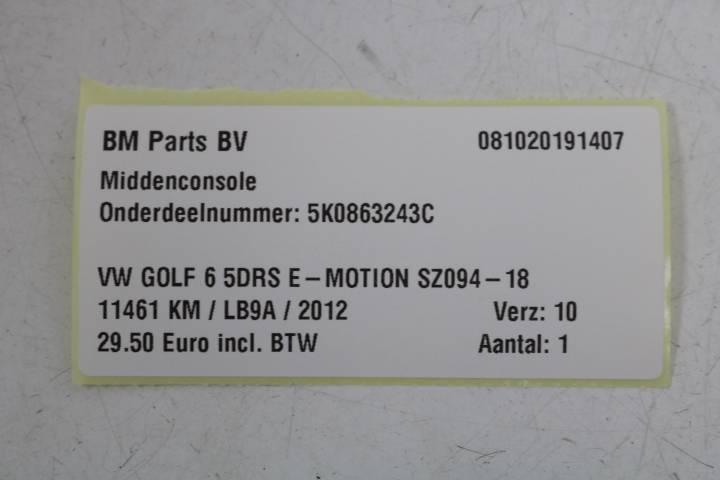 BM Parts BV 081020191407
Middenconsole
Onderdeelnummer: 5K0863243C
VW GOLF 6 5DRS E-MOTION SZ094-18
11461 KM / LB9A / 2012 Verz: 10
29.50 Euro incl. BTW Aantal: 1